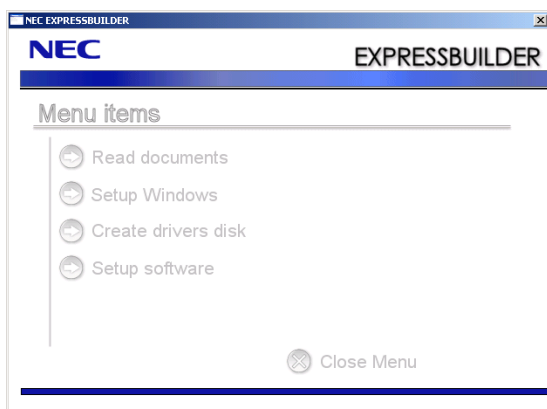 NEC EXPRESSBUILDER
NEC
EXPRESSBUILDER
Menu items
Read documents
Setup Windows
Create drivers disk
Setup software
Close Menu